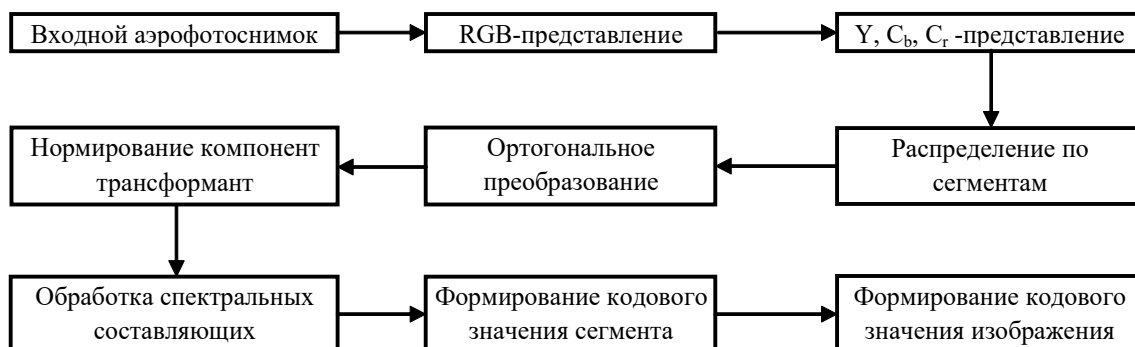 Входной аэрофотоснимок
RGB-представление
Y, Cb, Cr -представление
Распределение по
сегментам
Ортогональное
преобразование
Нормирование компонент
трансформант
Обработка спектральных
составляющих
Формирование кодового
значения сегмента
Формирование кодового
значения изображения